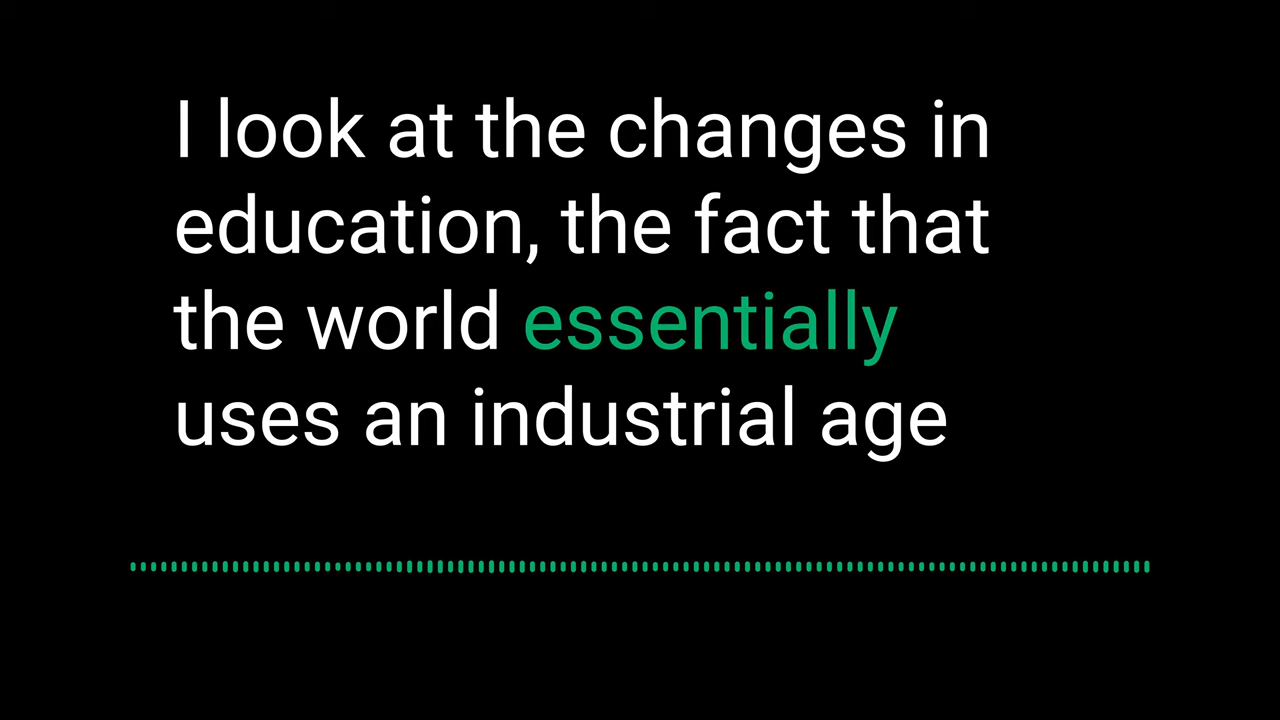 I look at the changes in
education, the fact that
the world essentially
uses an industrial age